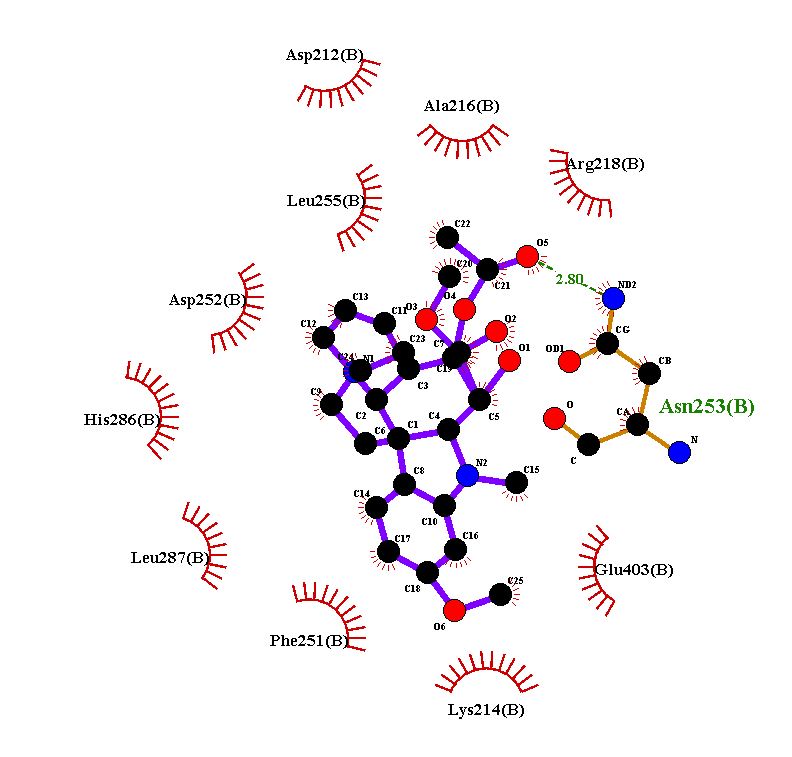 Asp212(B)
Ala216(B)
Arg218(B)
Leu255(B)
C22
O5
C20
C21
2.80
ND2
Asp252(B)
C13
O3
O4
C11
O2
CG
C12
C23
C7
O1
OD1
CB
C24
N1
C19
C3
C9
C2
C5
Asn253(B)
O
CA
His286(B)
C6
C1
C4
N
C
C8
N2
C15
C14
C10
Leu287(B)
C17
C16
Glu403(B)
C18
C25
O6
Phe251(B)
Lys214(B)